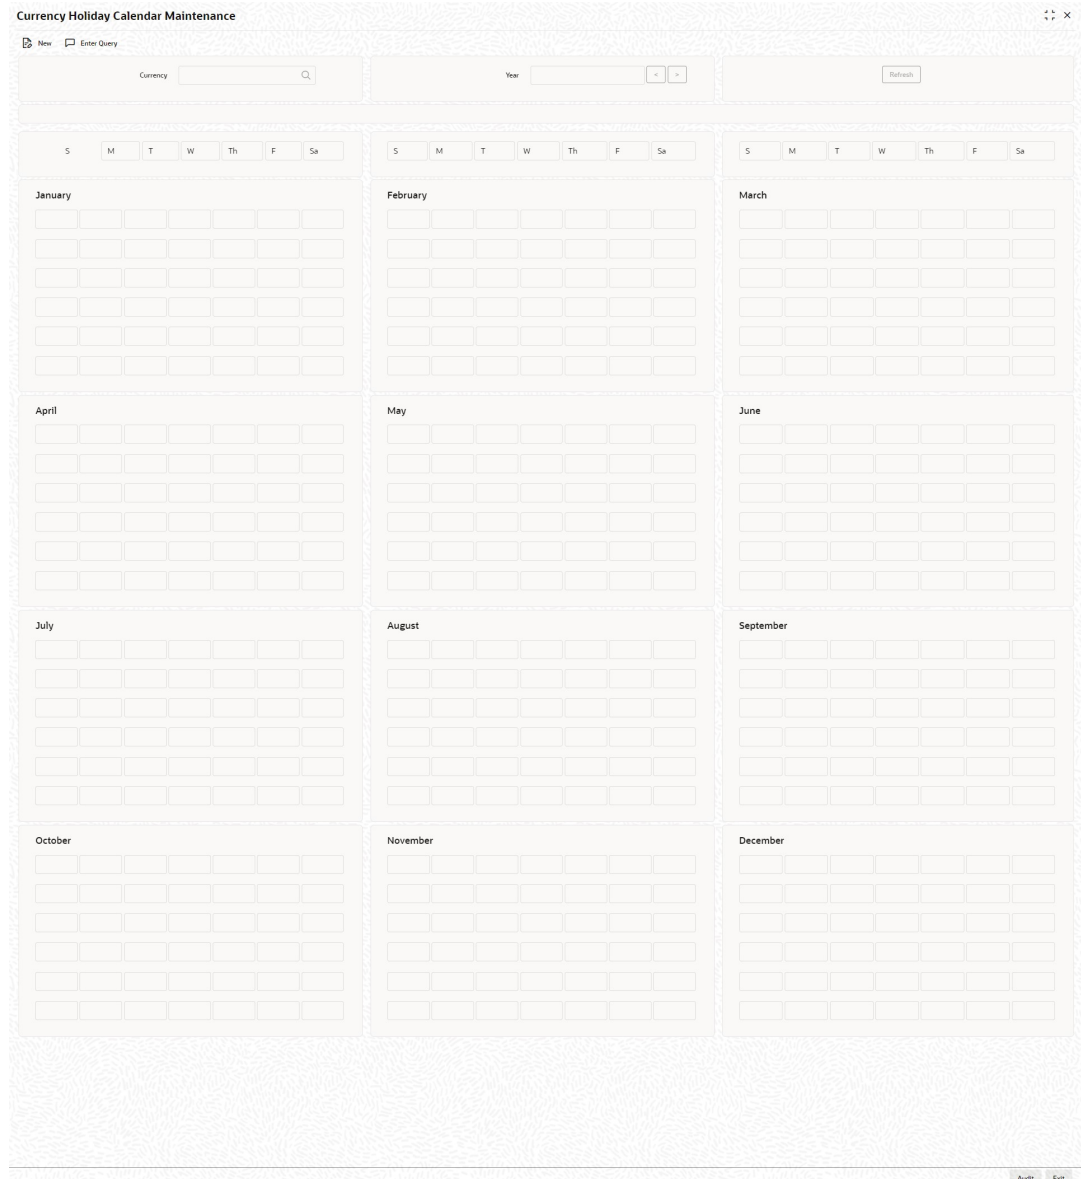 Currency Holiday Calendar Maintenance
New Enter Query
Currency Year < > Refresh
S M T W Th F Sa S M T W Th F Sa S M T W Th F Sa
January February March
April May June
July August September
October November December
Audit Exit